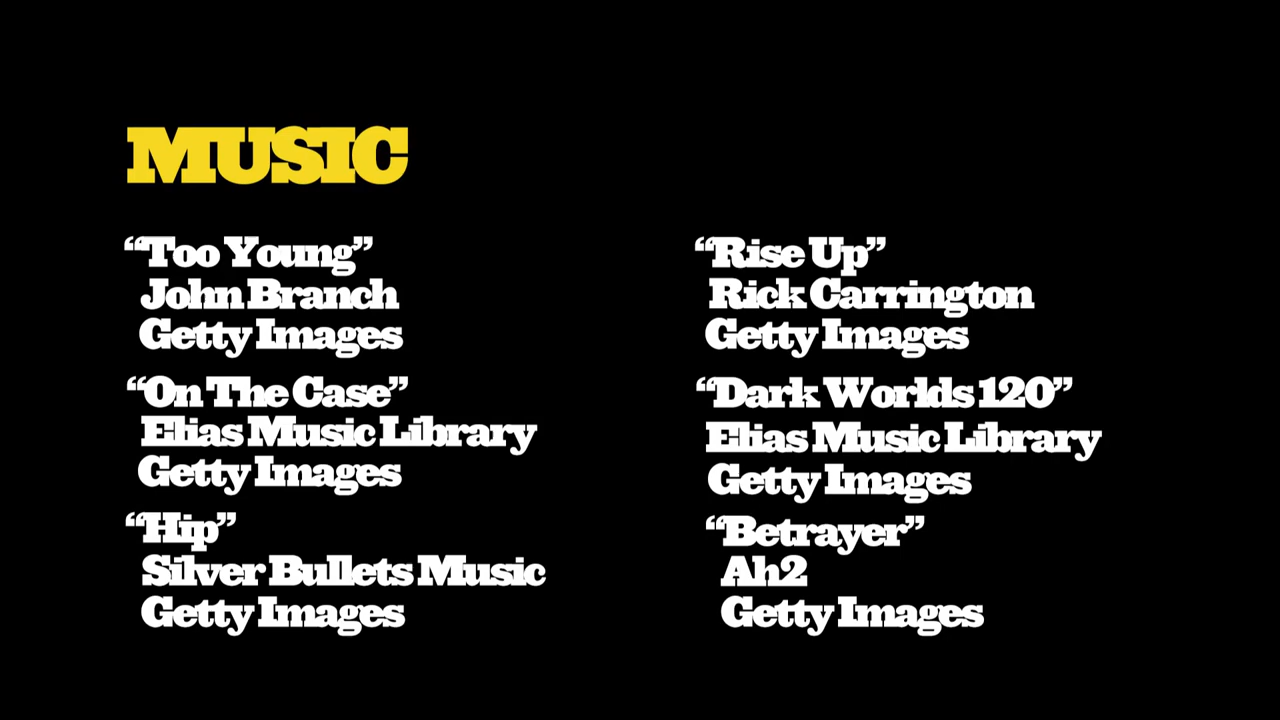 MUSIC
“Too Young”
John Branch
Getty Images
“On The Case”
Elias Music Library
Getty Images
“Hip”
Silver Bullets Music
Getty Images
“Rise Up”
Rick Carrington
Getty Images
“Dark Worlds 120”
Elias Music Library
Getty Images
“Betrayer”
Ah2
Getty Images